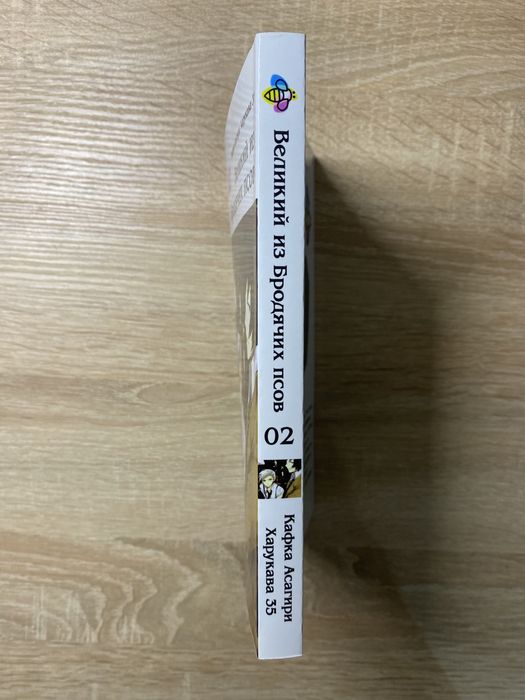 Великий из Бродячих псов
02
Кафка Асагири
Харукава 35